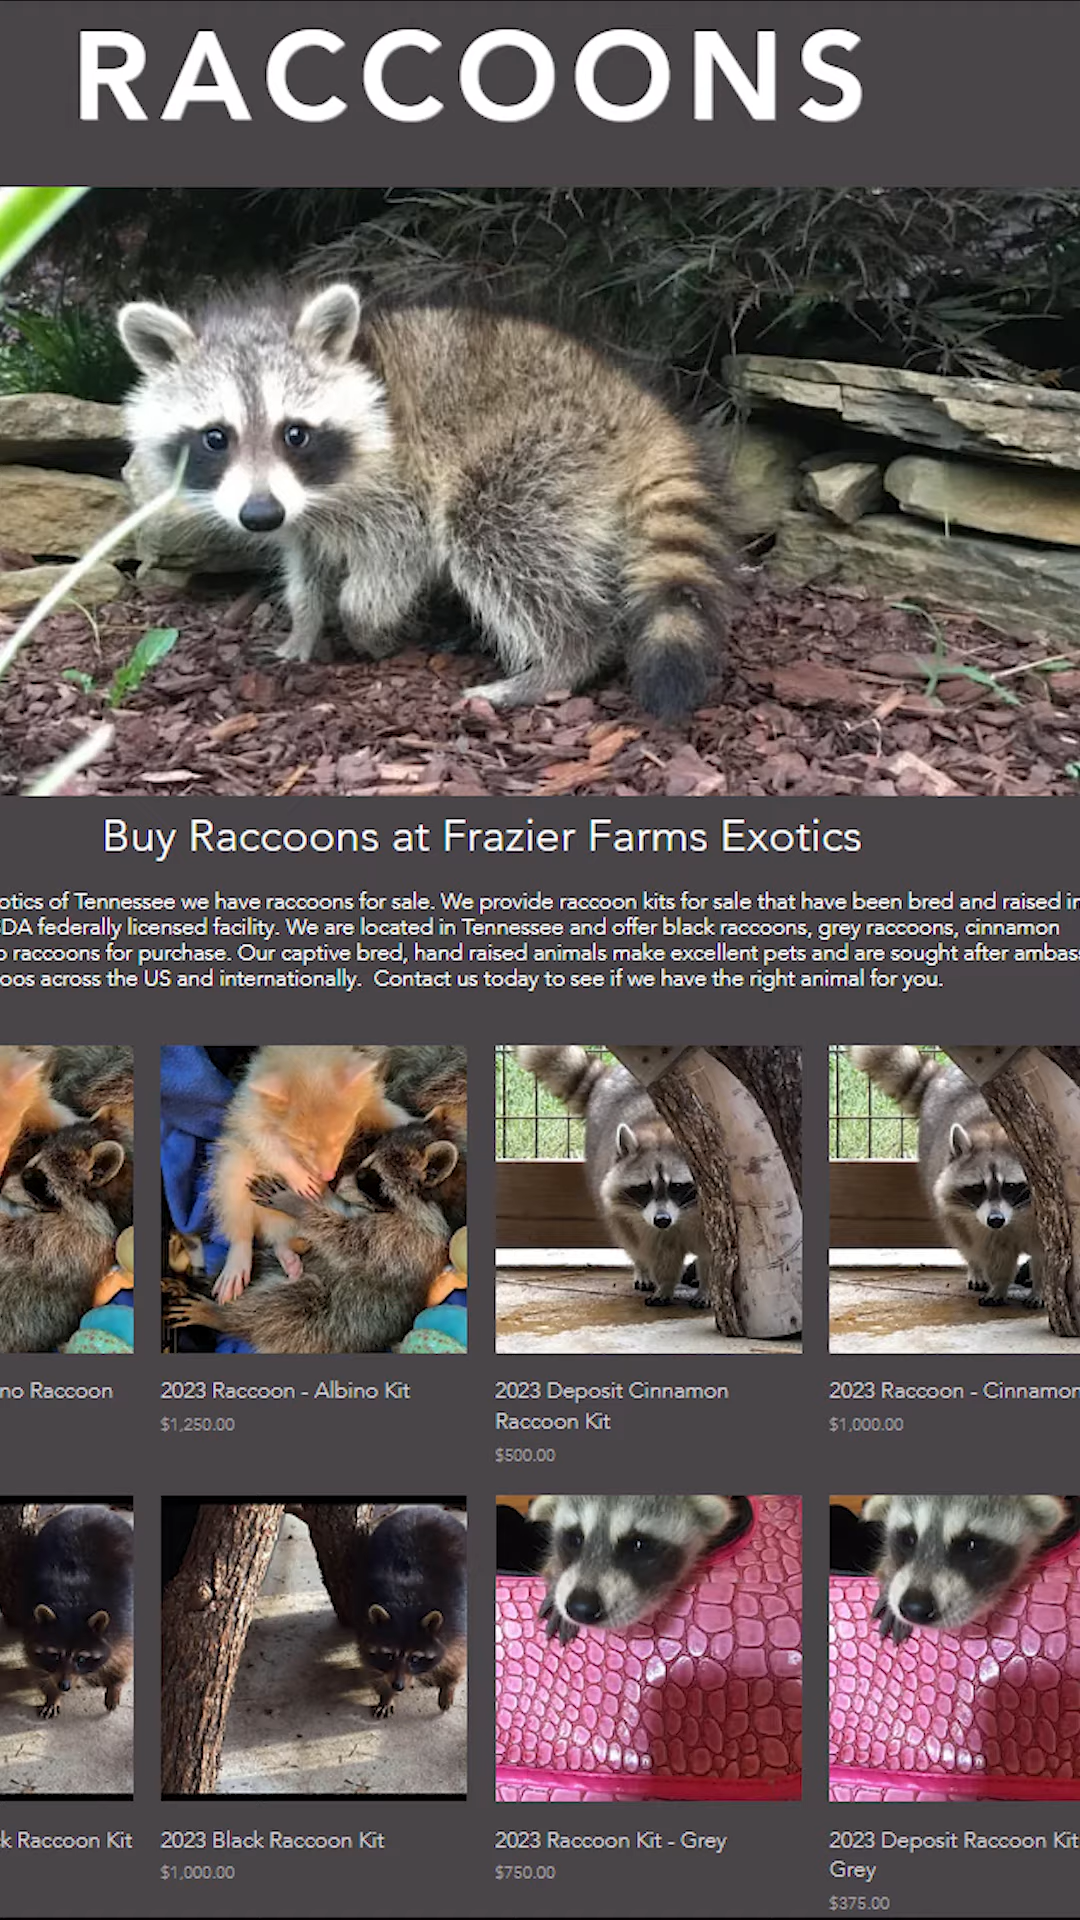 RACCOONS
Buy Raccoons at Frazier Farms Exotics
otics of Tennessee we have raccoons for sale. We provide raccoon kits for sale that have been bred and raised in
DA federally licensed facility. We are located in Tennessee and offer black raccoons, grey raccoons, cinnamon
o raccoons for purchase. Our captive bred, hand raised animals make excellent pets and are sought after ambass
oos across the US and internationally. Contact us today to see if we have the right animal for you.
no Raccoon
2023 Raccoon - Albino Kit
$1,250.00
2023 Deposit Cinnamon
Raccoon Kit
$500.00
2023 Raccoon - Cinnamon
$1,000.00
k Raccoon Kit
2023 Black Raccoon Kit
$1,000.00
2023 Raccoon Kit - Grey
$750.00
2023 Deposit Raccoon Kit
Grey
$375.00